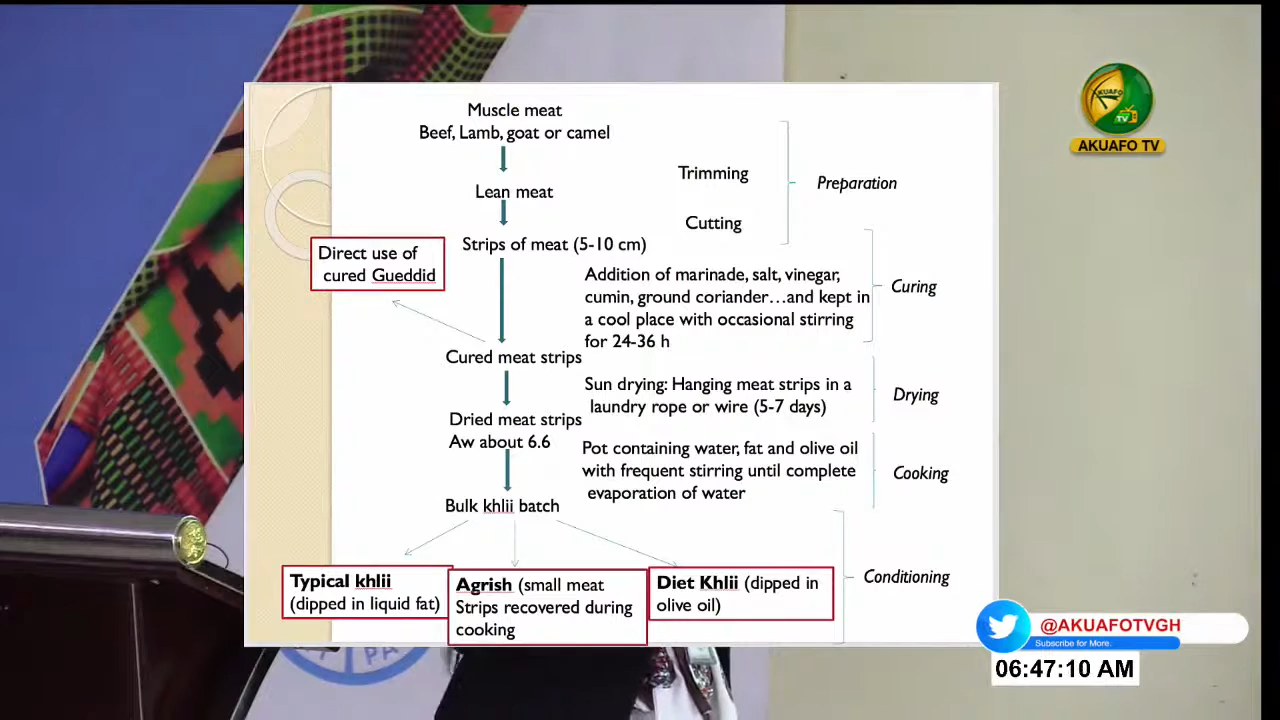 Muscle meat
Beef, Lamb, goat or camel
Lean meat
Trimming
Cutting
Preparation
Strips of meat (5-10 cm)
Direct use of
cured Gueddid
Addition of marinade, salt, vinegar,
cumin, ground coriander...and kept in
a cool place with occasional stirring
for 24-36 h
Curing
Cured meat strips
Sun drying: Hanging meat strips in a
laundry rope or wire (5-7 days)
Drying
Dried meat strips
Aw about 6.6
Pot containing water, fat and olive oil
with frequent stirring until complete
evaporation of water
Cooking
Bulk khlii batch
Typical khlii
(dipped in liquid fat)
Agrish (small meat
Strips recovered during
cooking
Diet Khlii (dipped in
olive oil)
Conditioning
AKUAFO
TV
AKUAFO TV
@AKUAFOTVGH
Subscribe for More.
06:47:10 AM